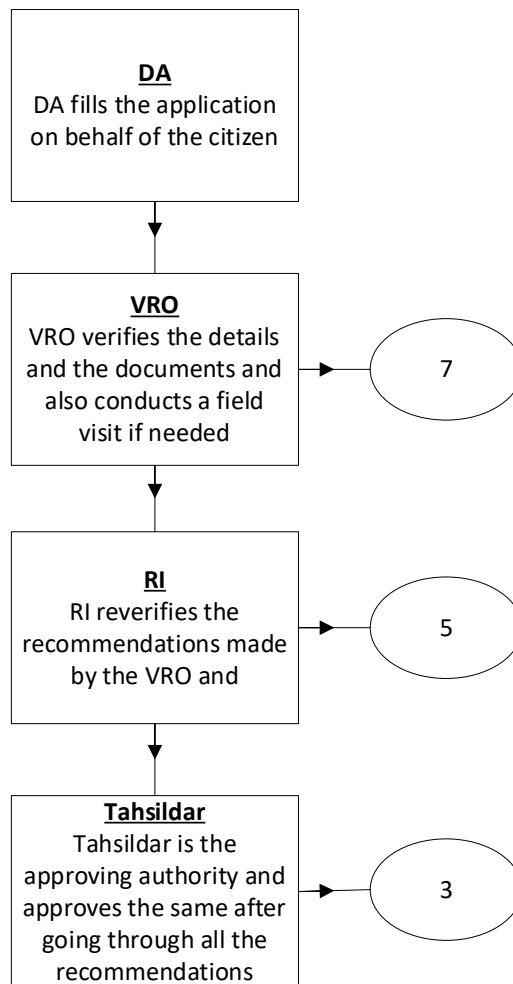 DA
DA fills the application
on behalf of the citizen
VRO
VRO verifies the details
and the documents and
also conducts a field
visit if needed
7
RI
RI reverifies the
recommendations made
by the VRO and
5
Tahsildar
Tahsildar is the
approving authority and
approves the same after
going through all the
recommendations
3